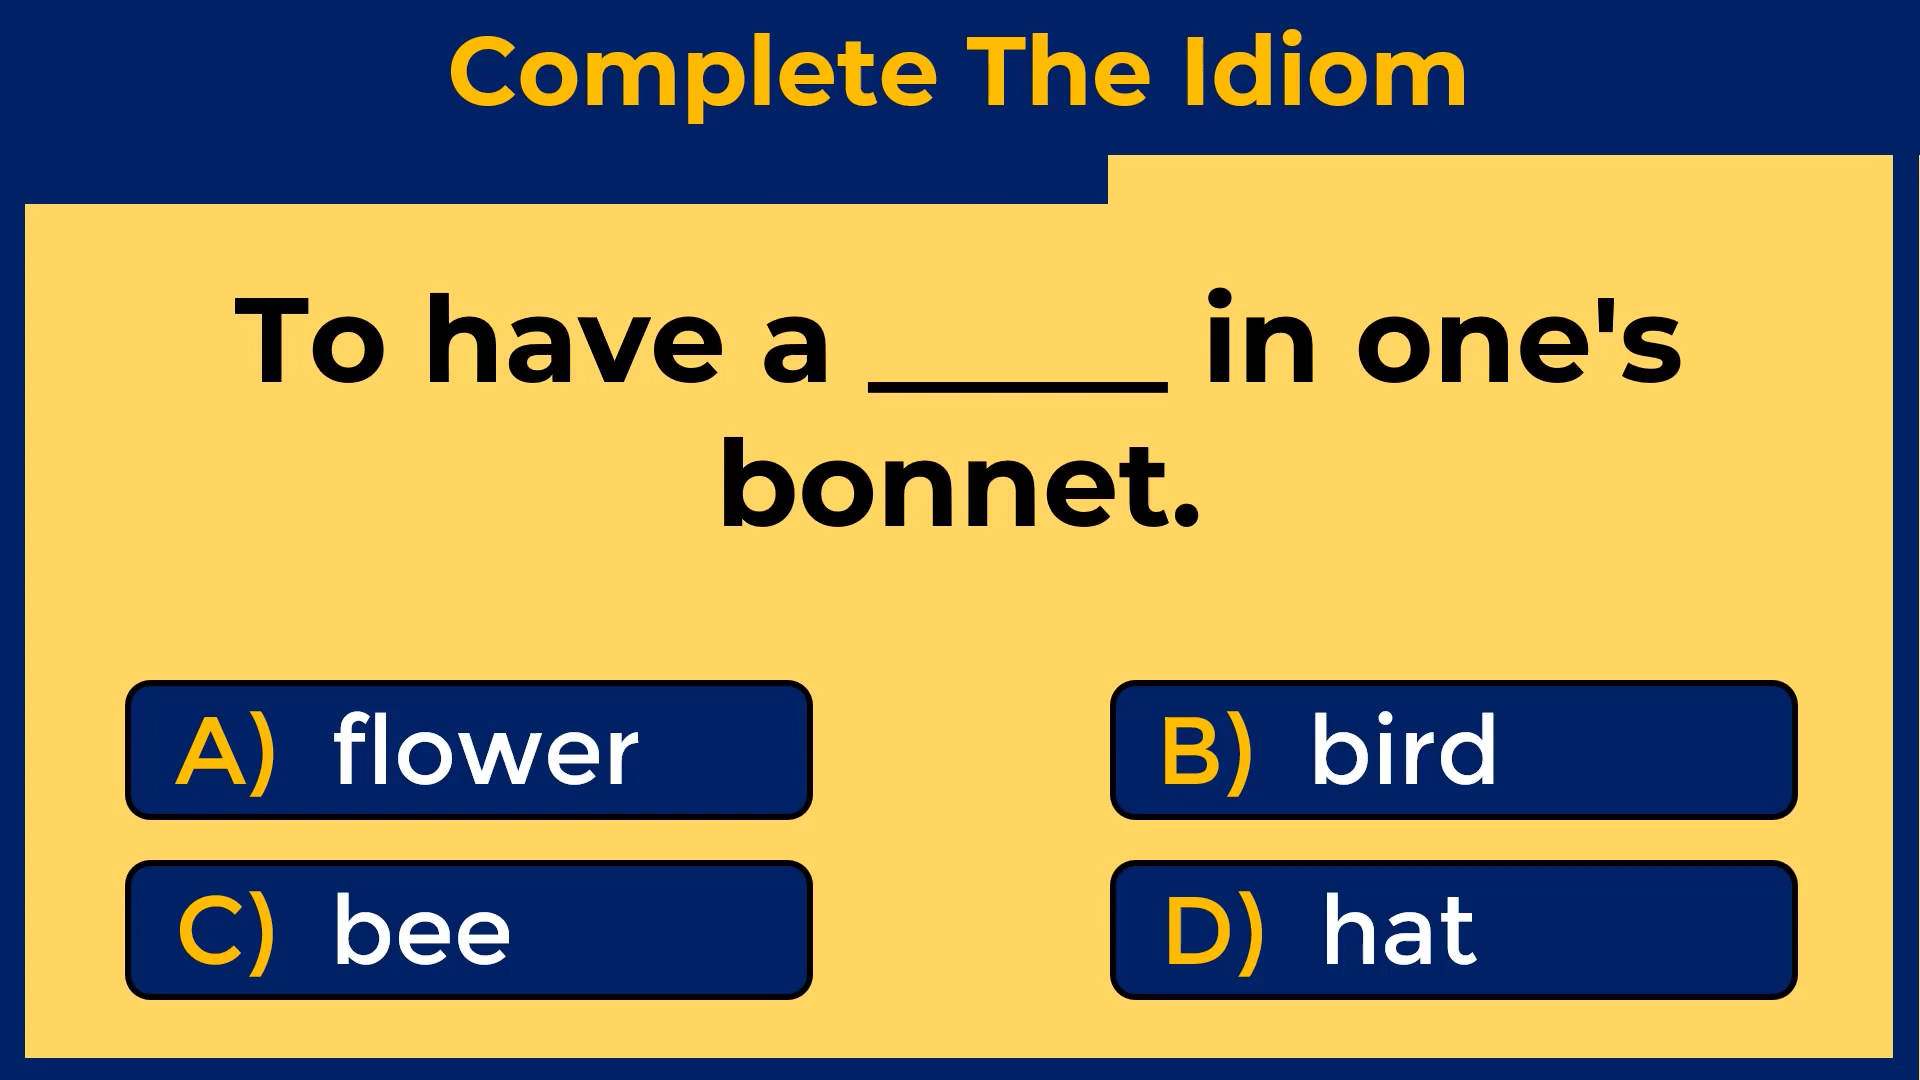 Complete The Idiom
To have a _____ in one's
bonnet.
A) flower
B) bird
C) bee
D) hat